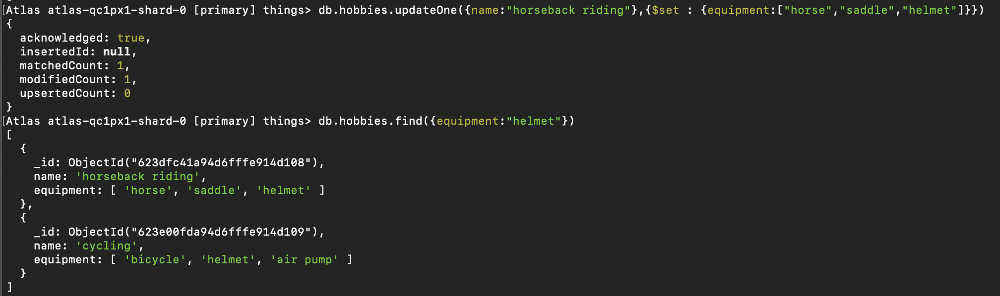 [Atlas atlas-qc1px1-shard-0 [primary] things> db.hobbies.updateOne({name:"horseback riding"},{$set : {equipment:["horse","saddle","helmet"]}})
{
  acknowledged: true,
  insertedId: null,
  matchedCount: 1,
  modifiedCount: 1,
  upsertedCount: 0
}
[Atlas atlas-qc1px1-shard-0 [primary] things> db.hobbies.find({equipment:"helmet"})
[
  {
    _id: ObjectId("623dfc41a94d6fffe914d108"),
    name: 'horseback riding',
    equipment: [ 'horse', 'saddle', 'helmet' ]
  },
  {
    _id: ObjectId("623e00fda94d6fffe914d109"),
    name: 'cycling',
    equipment: [ 'bicycle', 'helmet', 'air pump' ]
  }
]